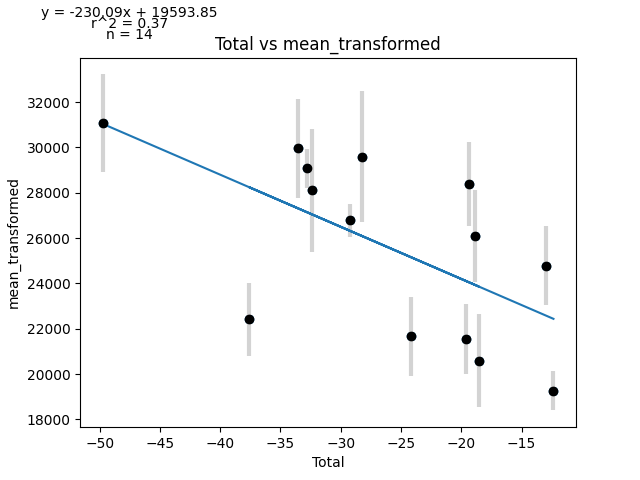 y = -230.09x + 19593.85
r^2 = 0.37
n = 14
Total vs mean_transformed
32000
30000
28000
26000
24000
22000
20000
18000
mean_transformed
−50
−45
−40
−35
−30
−25
−20
−15
Total